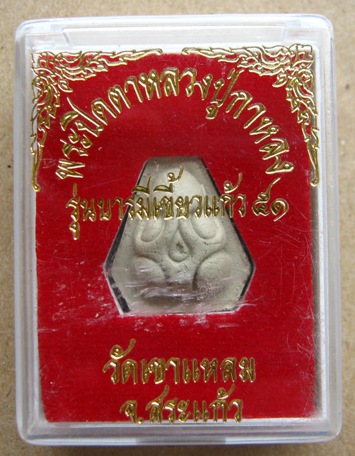 พระปิดตาหลวงปู่กาหลง
รุ่นบารมีเขี้ยวแก้ว ๕๑
วัดเขาแหลม
จ.สระแก้ว